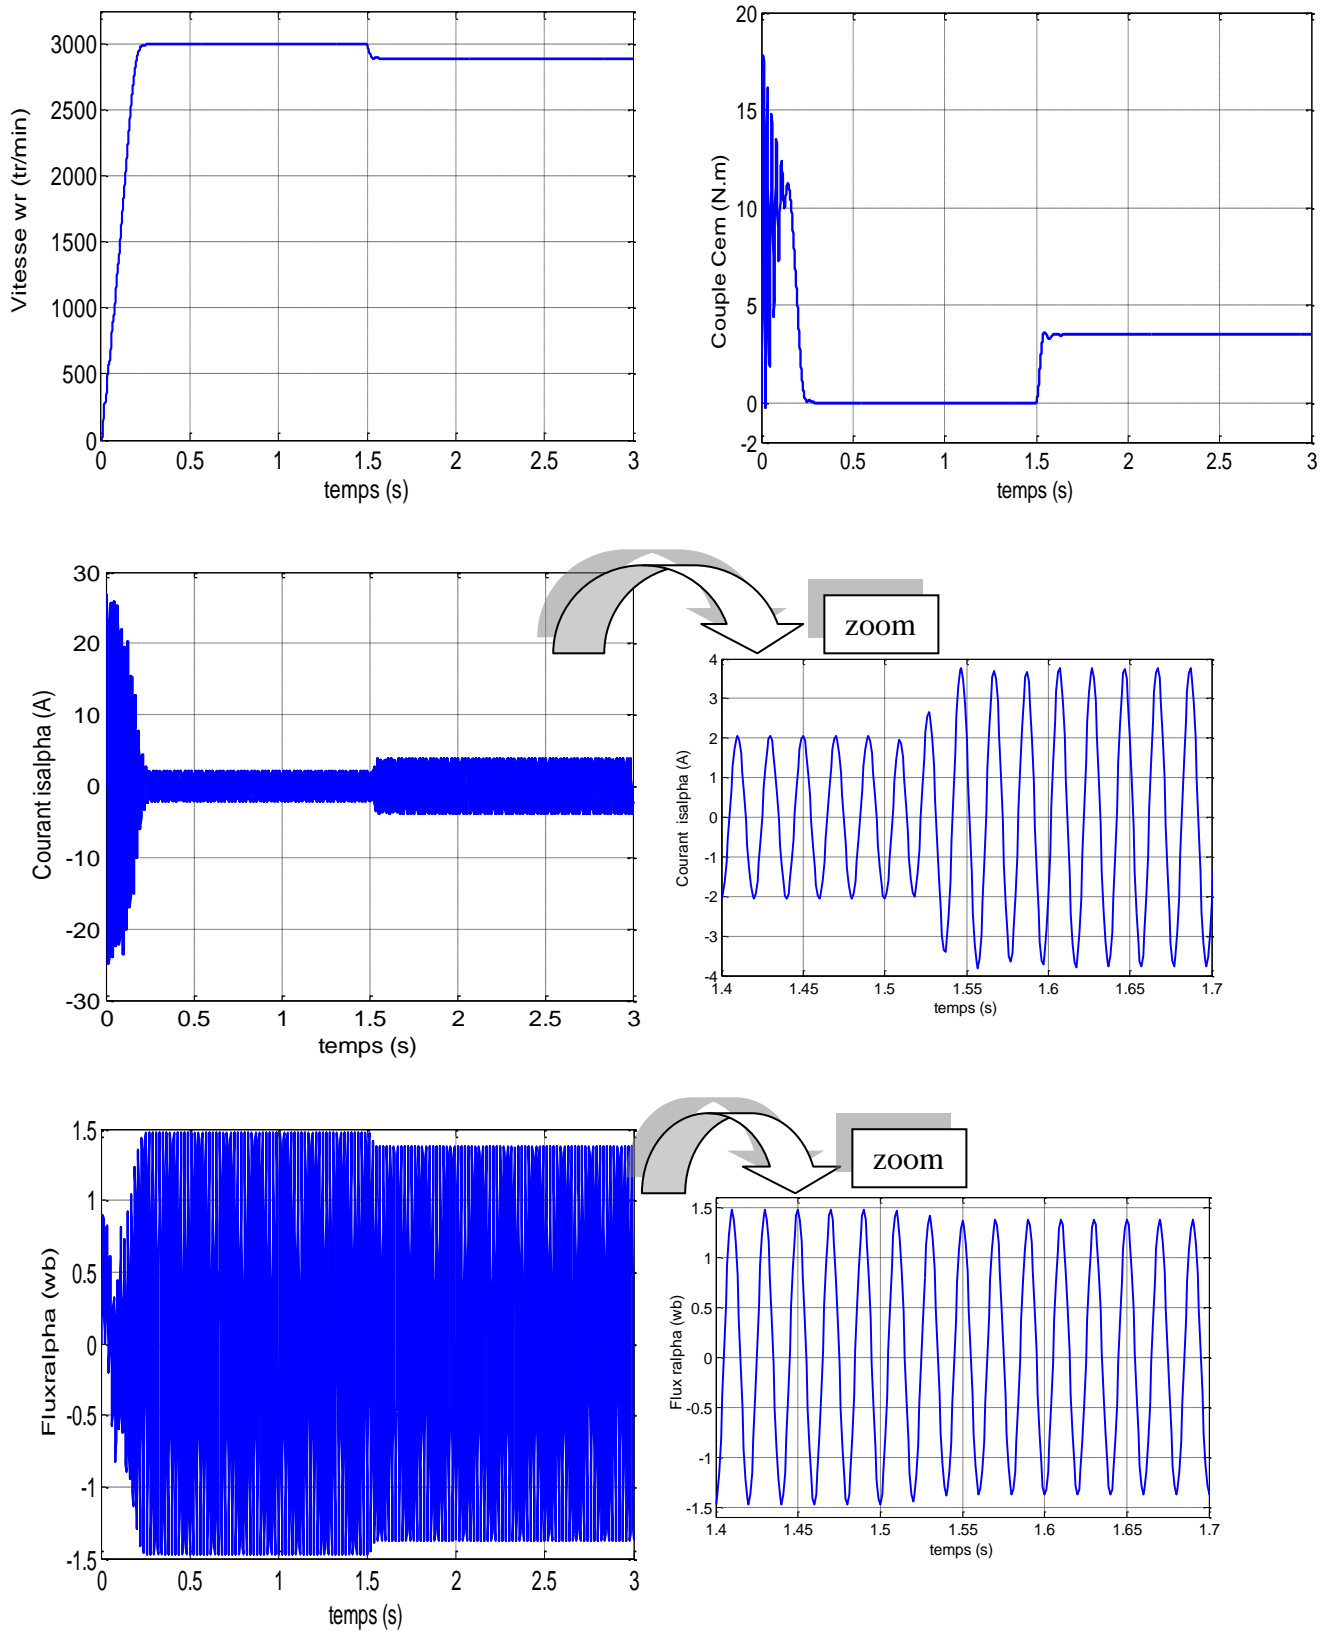 3000
2500
2000
1500
1000
500
0
Vitesse wr (tr/min)
0 0.5 1 1.5 2 2.5 3
temps (s)
20
15
10
5
0
-2
Couple Cem (N.m)
0 0.5 1 1.5 2 2.5 3
temps (s)
30
20
10
0
-10
-20
-30
Courant isalpha (A)
0 0.5 1 1.5 2 2.5 3
temps (s)
zoom
4
3
2
1
0
-1
-2
-3
-4
Courant isalpha (A)
1.4 1.45 1.5 1.55 1.6 1.65 1.7
temps (s)
1.5
1
0.5
0
-0.5
-1
-1.5
Fluxralpha (wb)
0 0.5 1 1.5 2 2.5 3
temps (s)
zoom
1.5
1
0.5
0
-0.5
-1
-1.5
Flux ralpha (wb)
1.4 1.45 1.5 1.55 1.6 1.65 1.7
temps (s)